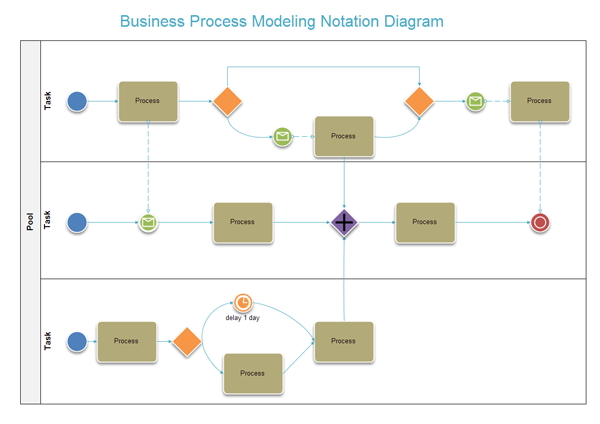 Business Process Modeling Notation Diagram
Pool
Task
Process
Process
Process
Task
Process
Process
Task
Process
delay 1 day
Process
Process